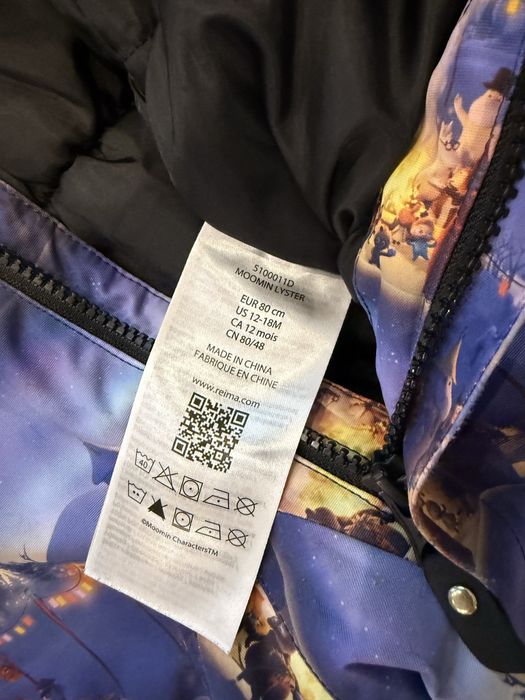 5100011D
MOOMIN LYSTER
EUR 80 cm
US 12-18M
CA 12 mois
CN 80/48
MADE IN CHINA
FABRIQUE EN CHINE
www.reima.com
40
©Moomin Characters™